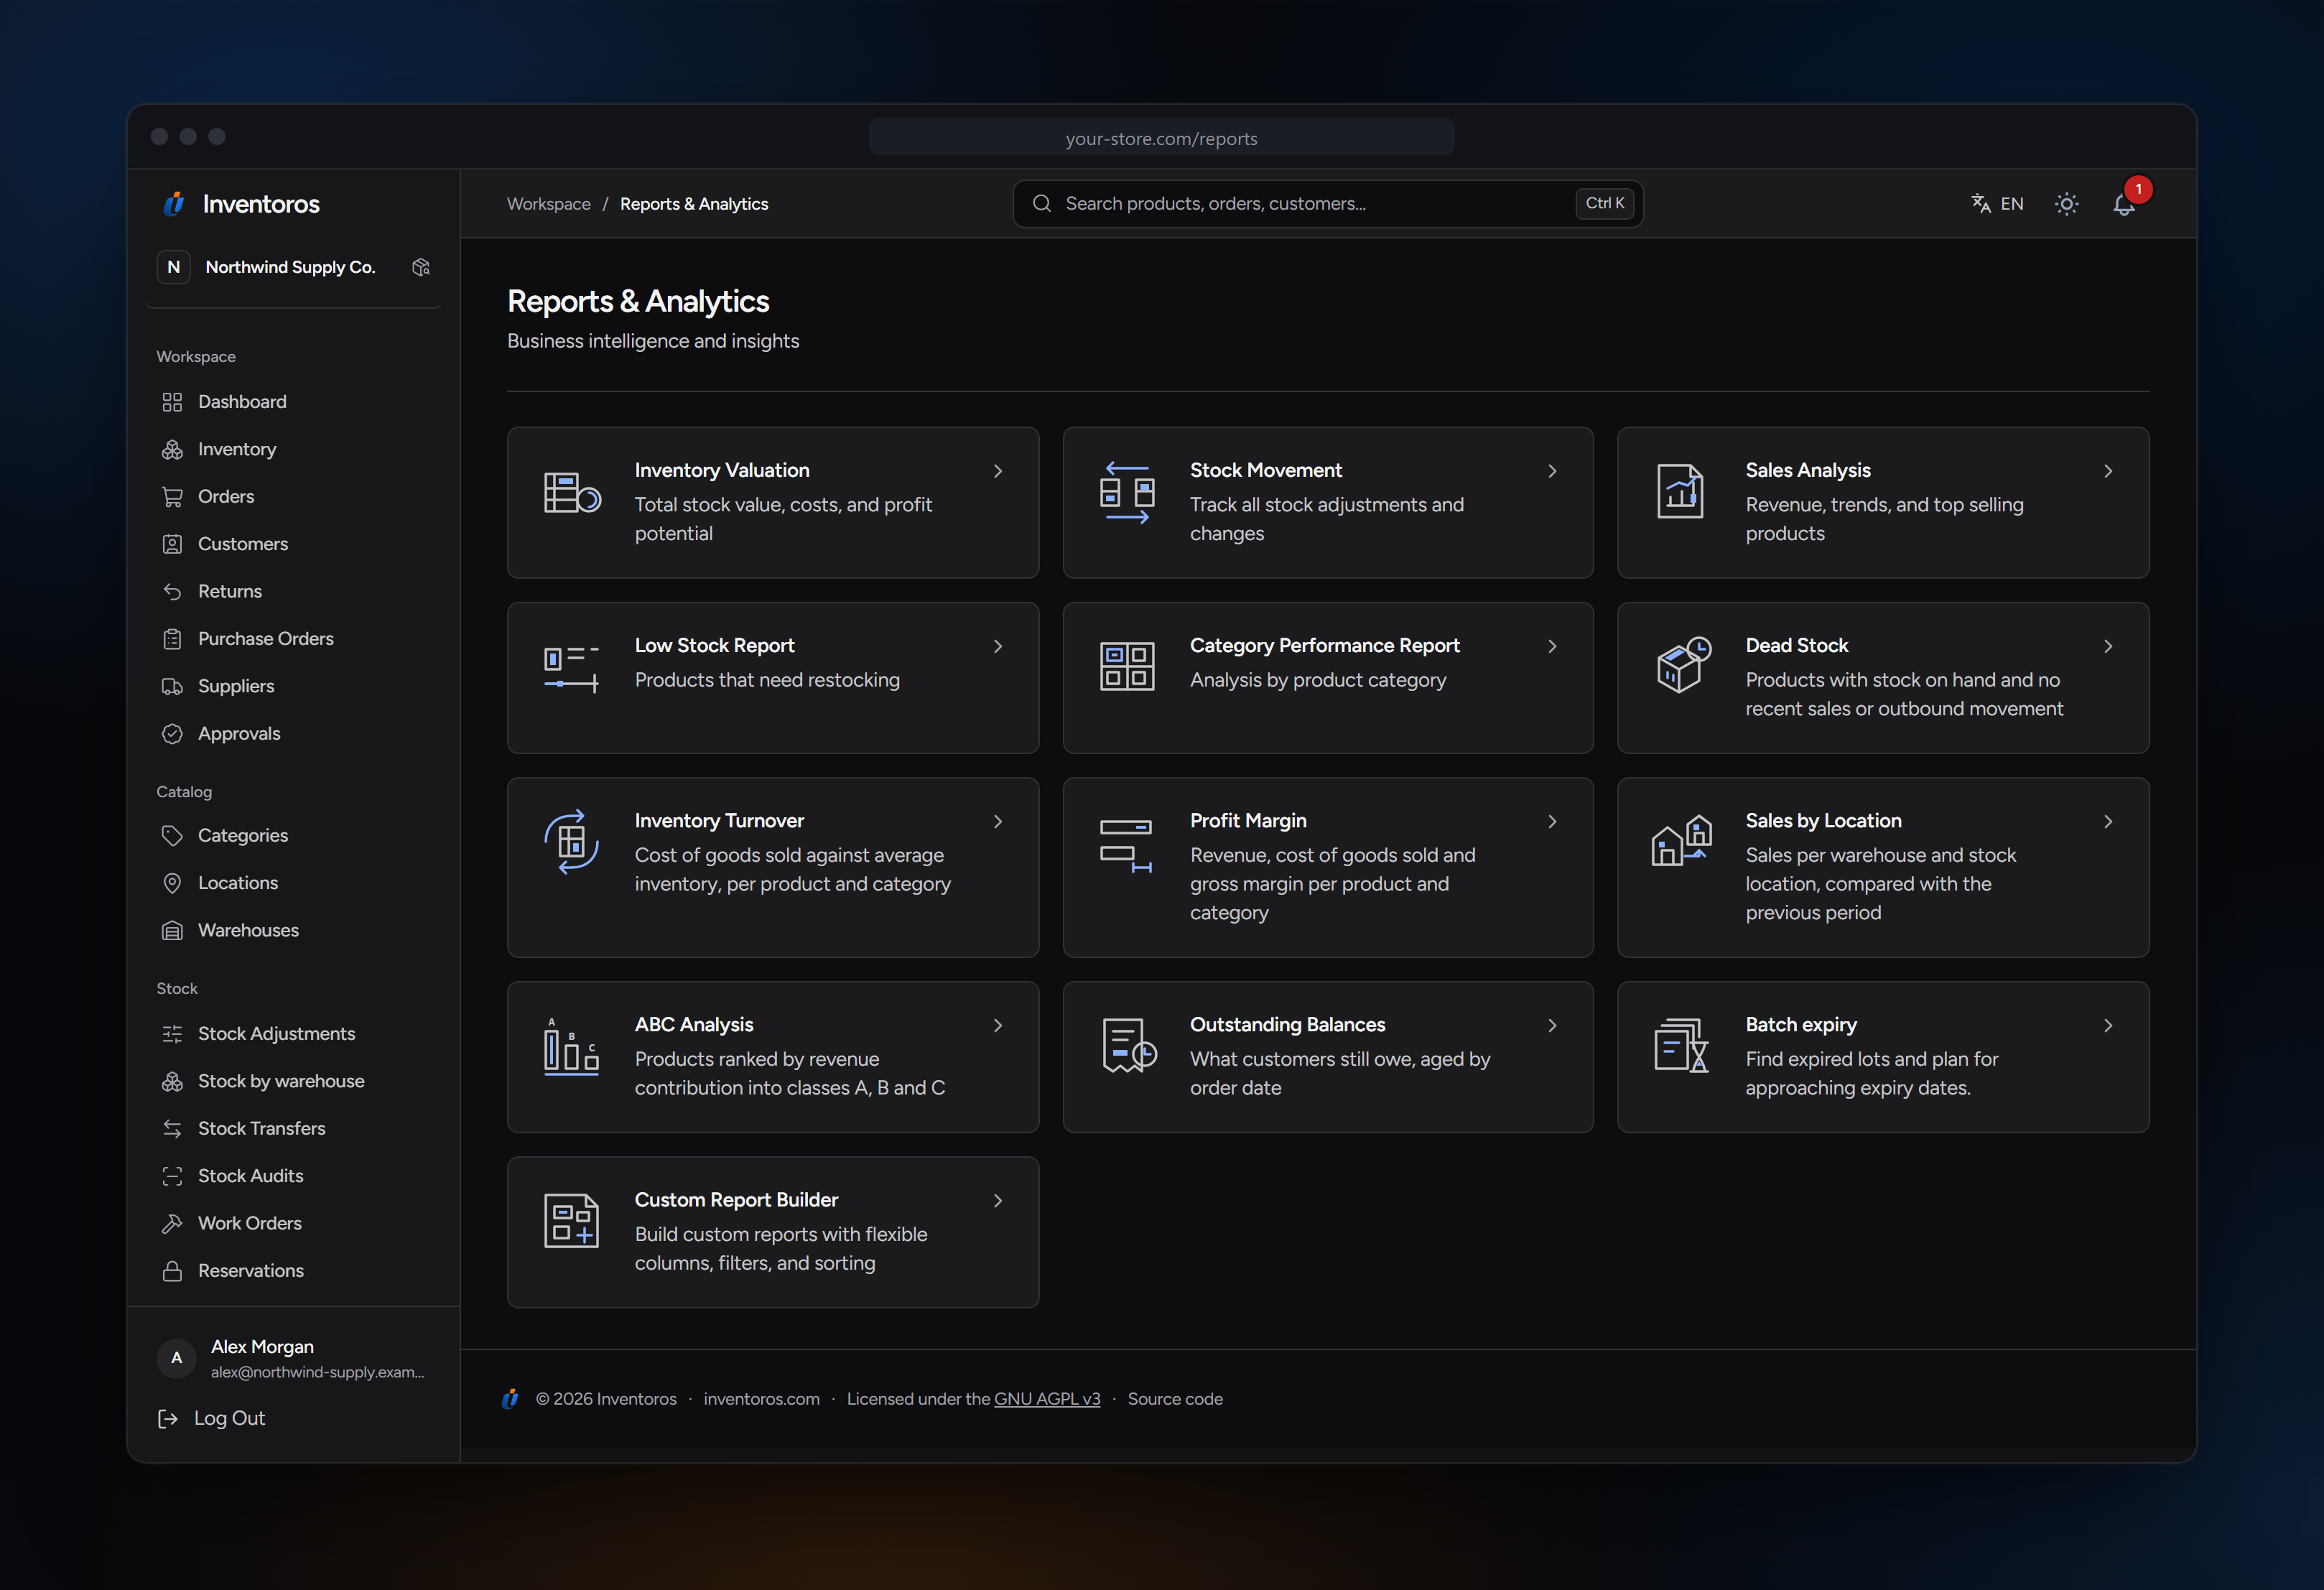 your-store.com/reports
Inventoros
Workspace / Reports & Analytics
Search products, orders, customers...
Ctrl K
EN
1
N
Northwind Supply Co.
Workspace
Dashboard
Inventory
Orders
Customers
Returns
Purchase Orders
Suppliers
Approvals
Catalog
Categories
Locations
Warehouses
Stock
Stock Adjustments
Stock by warehouse
Stock Transfers
Stock Audits
Work Orders
Reservations
A
Alex Morgan
alex@northwind-supply.exam...
Log Out
Reports & Analytics
Business intelligence and insights
Inventory Valuation
Total stock value, costs, and profit
potential
Stock Movement
Track all stock adjustments and
changes
Sales Analysis
Revenue, trends, and top selling
products
Low Stock Report
Products that need restocking
Category Performance Report
Analysis by product category
Dead Stock
Products with stock on hand and no
recent sales or outbound movement
Inventory Turnover
Cost of goods sold against average
inventory, per product and category
Profit Margin
Revenue, cost of goods sold and
gross margin per product and
category
Sales by Location
Sales per warehouse and stock
location, compared with the
previous period
A
B
C
ABC Analysis
Products ranked by revenue
contribution into classes A, B and C
Outstanding Balances
What customers still owe, aged by
order date
Batch expiry
Find expired lots and plan for
approaching expiry dates.
Custom Report Builder
Build custom reports with flexible
columns, filters, and sorting
© 2026 Inventoros · inventoros.com · Licensed under the GNU AGPL v3 · Source code